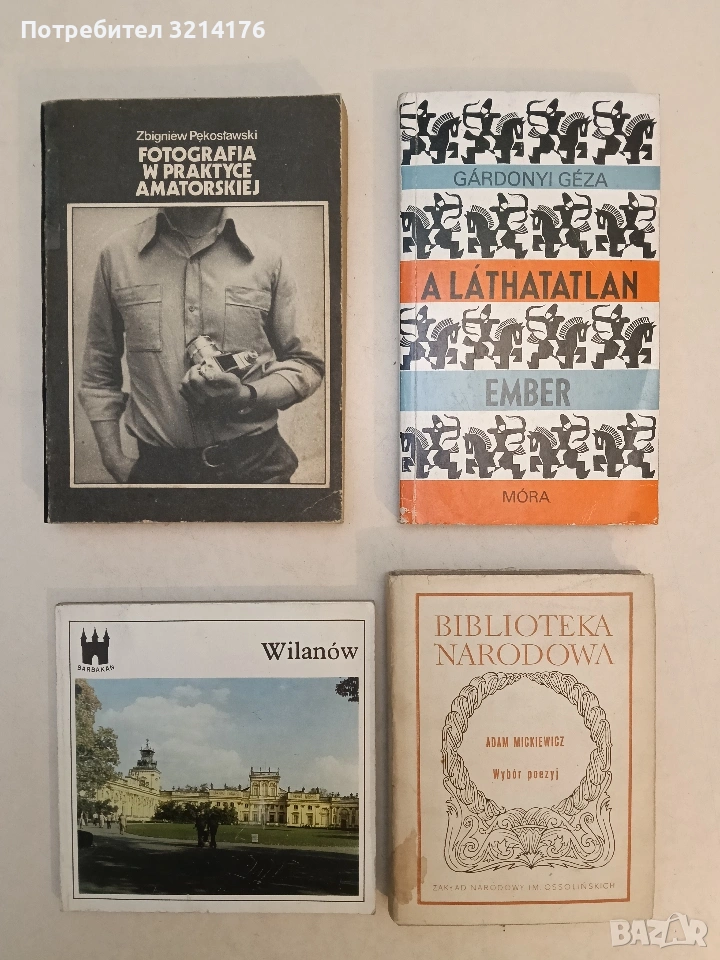 Потребител 3214176
Zbigniew Pękosławski
FOTOGRAFIA
W PRAKTYCE
AMATORSKIEJ
GÁRDONYI GÉZA
A LÁTHATATLAN
EMBER
MÓRA
BARBAKAN
Wilanów
BIBLIOTEKA
NARODOWA
ADAM MICKIEWICZ
Wybór poezyj
ZAKŁAD NARODOWY IM. OSSOLIŃSKICH
BAZAR